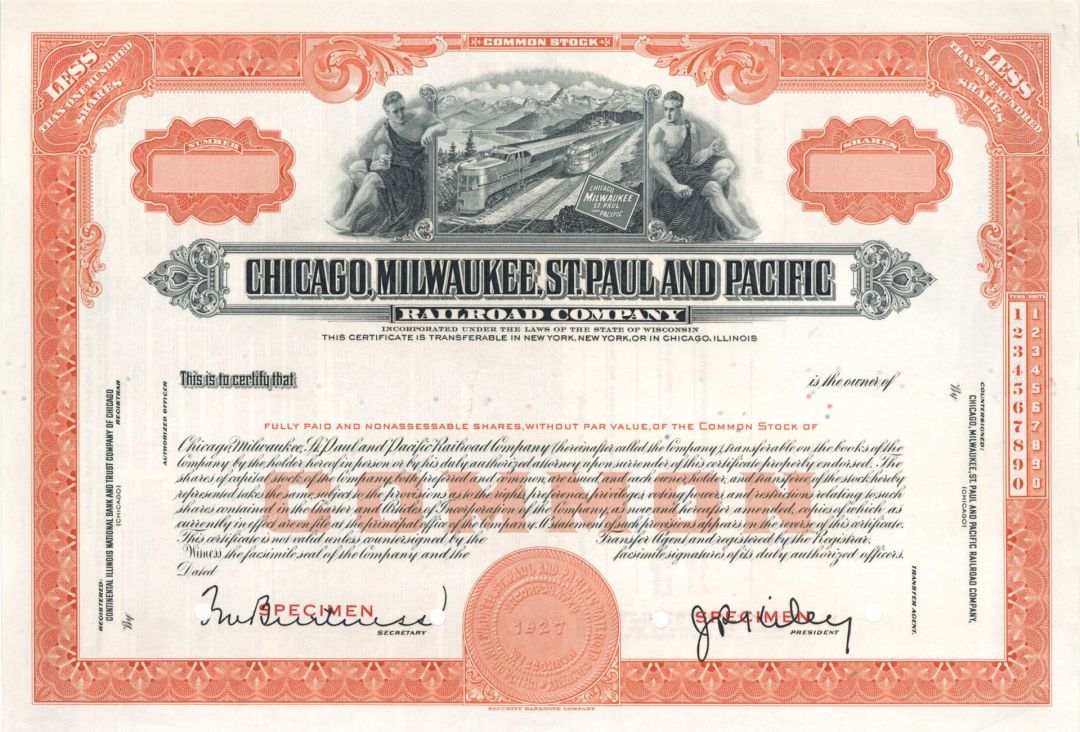 COMMON STOCK
LESS
THAN ONE HUNDRED
SHARES
LESS
THAN ONE HUNDRED
SHARES
NUMBER
SHARES
CHICAGO
MILWAUKEE
ST. PAUL
AND PACIFIC
CHICAGO, MILWAUKEE, ST. PAUL AND PACIFIC
RAILROAD COMPANY
INCORPORATED UNDER THE LAWS OF THE STATE OF WISCONSIN
THIS CERTIFICATE IS TRANSFERABLE IN NEW YORK, NEW YORK, OR IN CHICAGO, ILLINOIS
TENS UNITS
1 1
2 2
3 3
4 4
5 5
6 6
7 7
8 8
9 9
0 0
This is to certify that is the owner of
FULLY PAID AND NONASSESSABLE SHARES, WITHOUT PAR VALUE, OF THE COMMON STOCK OF
Chicago, Milwaukee, St. Paul and Pacific Railroad Company (hereinafter called the Company), transferable on the books of the
Company by the holder hereof in person or by his duly authorized attorney upon surrender of this certificate properly endorsed. The
shares of capital stock of the Company are both preferred and common, and each owner of the stock hereby
represented takes the same subject to the provisions as to the rights, preferences, privileges, voting power and restrictions relating to such
shares contained in the Charter and Articles of Incorporation of the Company, as now and hereafter amended, copies of which, as
currently in effect, are on file at the principal office of the Company. A statement of such provisions appears on the reverse of this certificate.
This certificate is not valid unless countersigned by the Transfer Agent and registered by the Registrar.
Witness the facsimile seal of the Company and the facsimile signatures of its duly authorized officers.
COMMON
Dated
SPECIMEN
SECRETARY
SPECIMEN
PRESIDENT
INCORPORATED
1927
WISCONSIN
REGISTERED:
CONTINENTAL ILLINOIS NATIONAL BANK AND TRUST COMPANY OF CHICAGO
(CHICAGO) REGISTRAR
By
AUTHORIZED OFFICER
COUNTERSIGNED:
CHICAGO, MILWAUKEE, ST. PAUL AND PACIFIC RAILROAD COMPANY,
(CHICAGO)
By
TRANSFER AGENT.
SECURITY BANKNOTE COMPANY